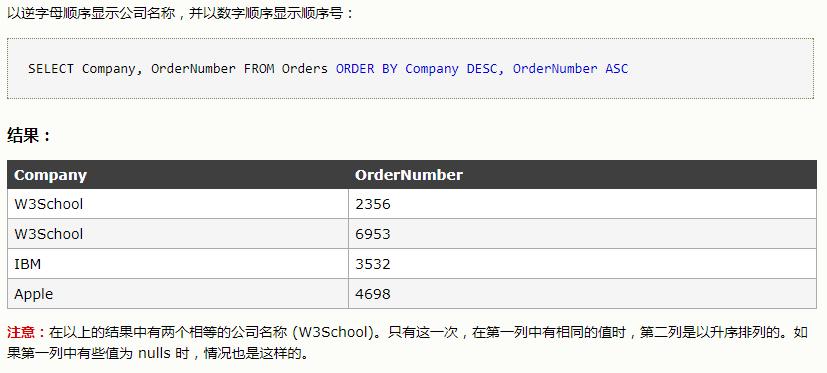 以逆字母顺序显示公司名称，并以数字顺序显示顺序号：
SELECT Company, OrderNumber FROM Orders ORDER BY Company DESC, OrderNumber ASC
结果：
Company OrderNumber
W3School 2356
W3School 6953
IBM 3532
Apple 4698
注意：在以上的结果中有两个相等的公司名称 (W3School)。只有这一次，在第一列中有相同的值时，第二列是以升序排列的。如
果第一列中有些值为 nulls 时，情况也是这样的。